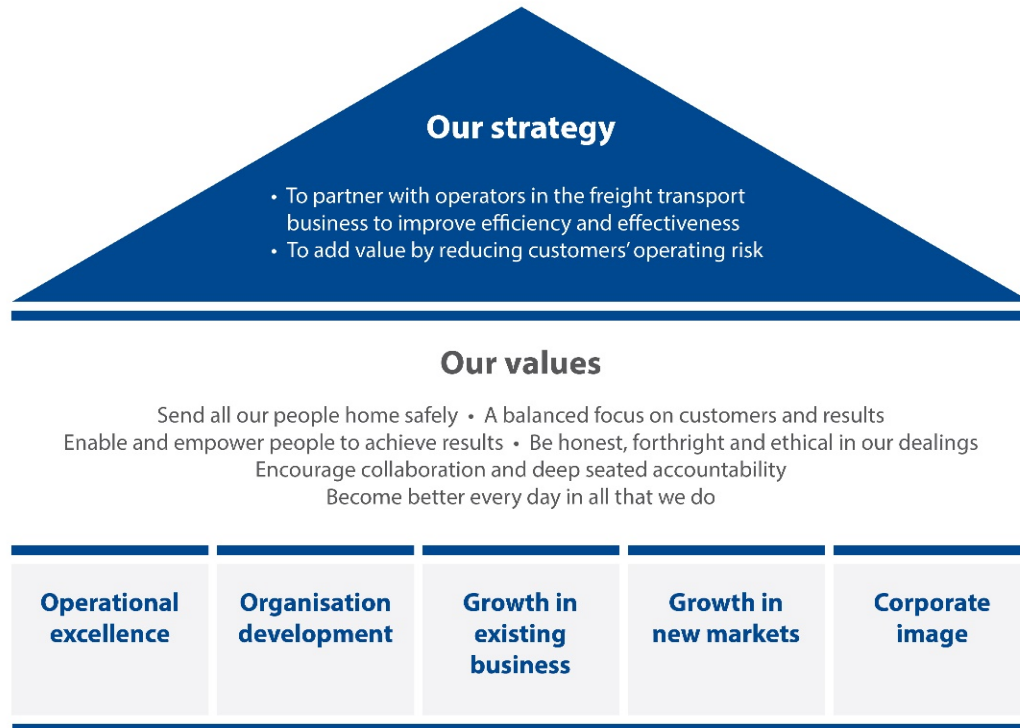 Our strategy
• To partner with operators in the freight transport
business to improve efficiency and effectiveness
• To add value by reducing customers’ operating risk
Our values
Send all our people home safely • A balanced focus on customers and results
Enable and empower people to achieve results • Be honest, forthright and ethical in our dealings
Encourage collaboration and deep seated accountability
Become better every day in all that we do
Operational
excellence
Organisation
development
Growth in
existing
business
Growth in
new markets
Corporate
image